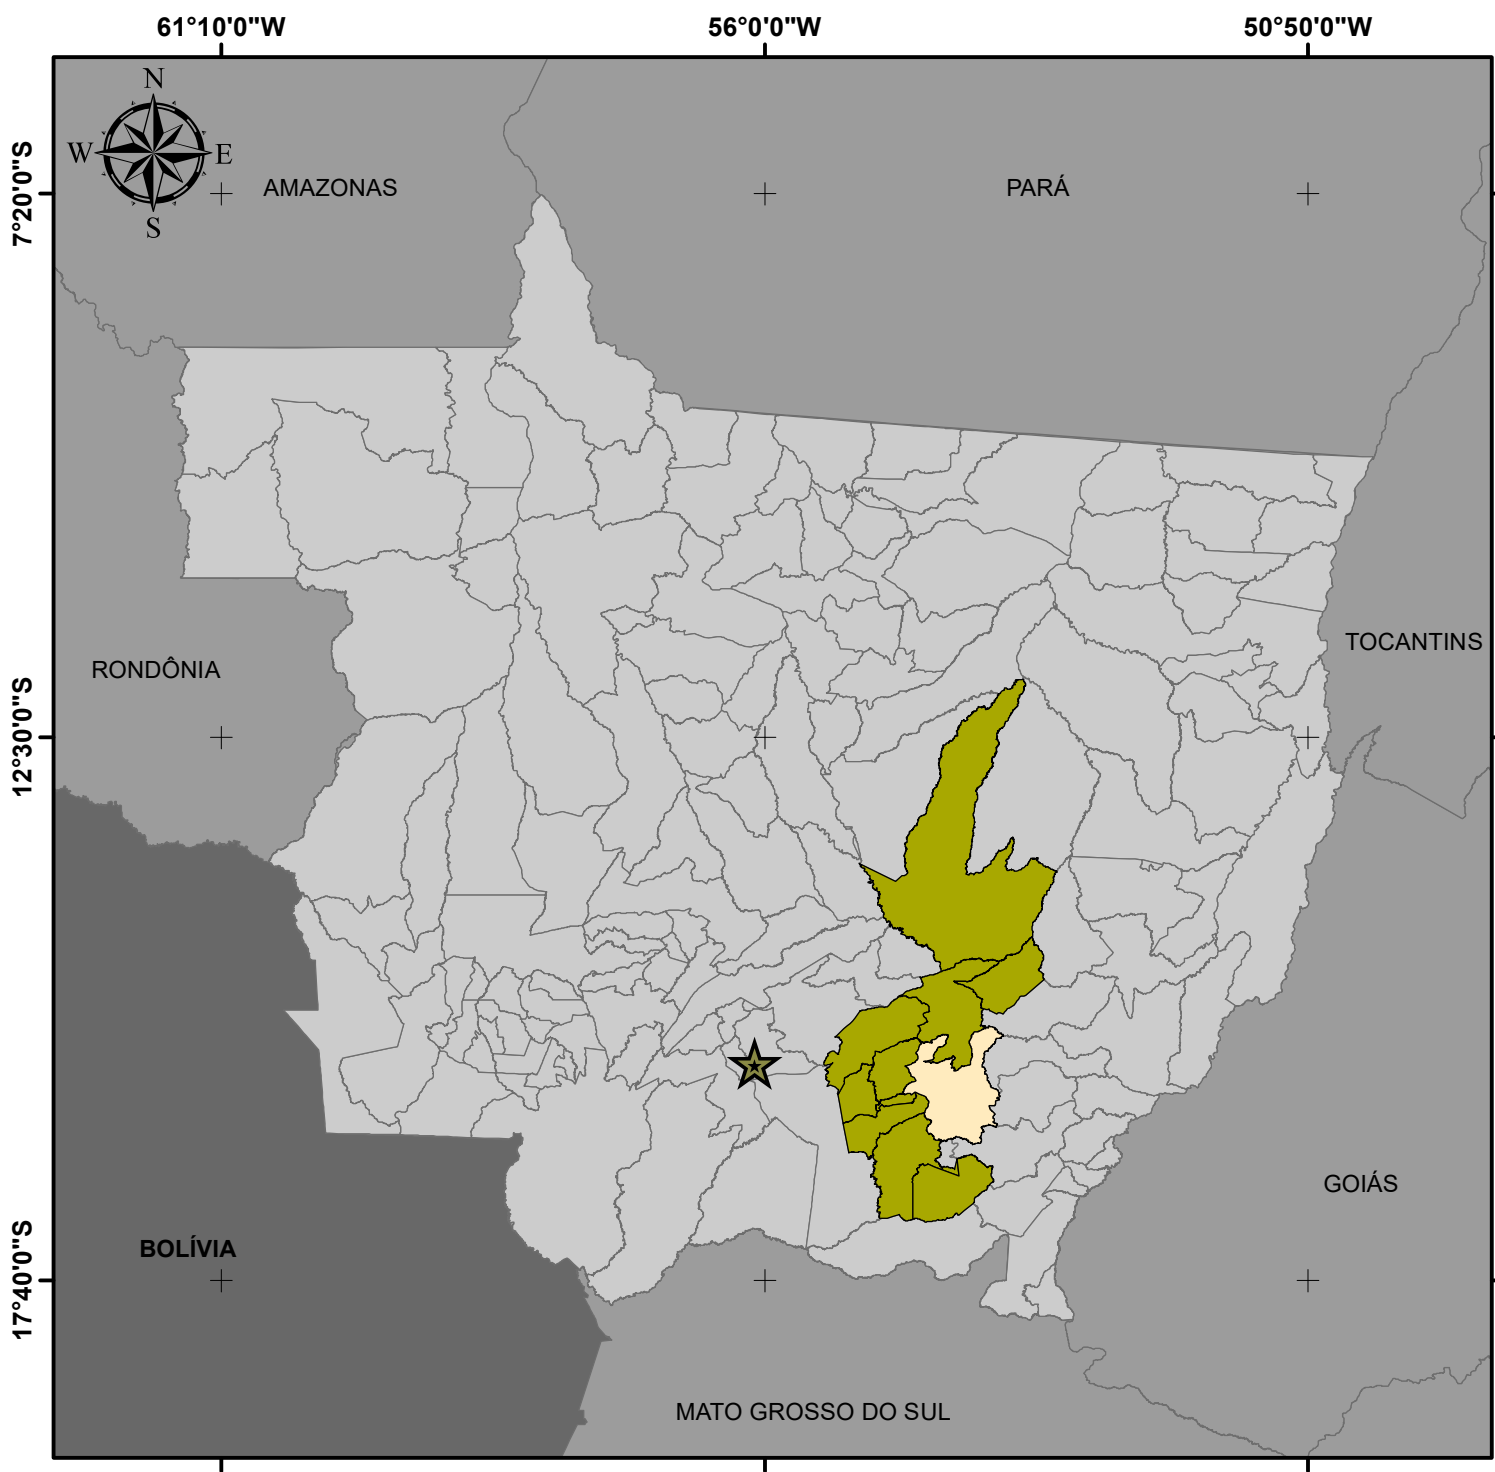 61°10'0"W 56°0'0"W 50°50'0"W
N
W E
S
7°20'0"S
AMAZONAS PARÁ
RONDÔNIA TOCANTINS
12°30'0"S
GOIÁS
BOLÍVIA
17°40'0"S
MATO GROSSO DO SUL